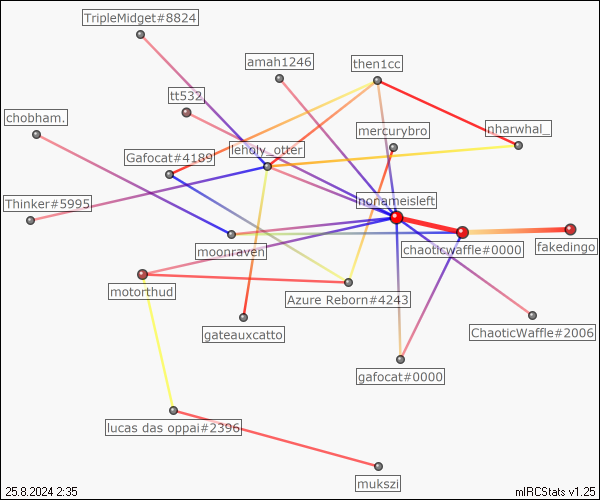 TripleMidget#8824
amah1246
then1cc
tt532
chobham.
mercurybro
nharwhal_
leholy_otter
Gafocat#4189
Thinker#5995
nonameisleft
moonraven
chaoticwaffle#0000
fakedingo
motorthud
Azure Reborn#4243
gateauxcatto
ChaoticWaffle#2006
gafocat#0000
lucas das oppai#2396
mukszi
25.8.2024 2:35
mIRCStats v1.25